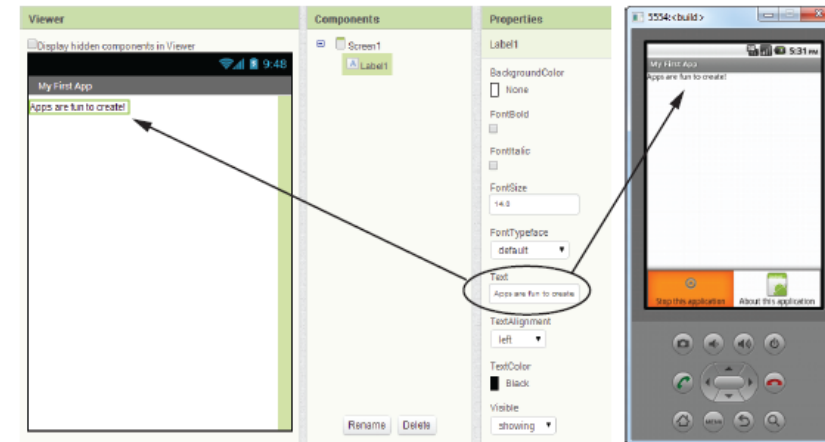 Viewer
Display hidden components in Viewer
9:48
My First App
Apps are fun to create!
Components
Screen1
Label1
Rename
Delete
Properties
Label1
BackgroundColor
None
FontBold
FontItalic
FontSize
14.0
FontTypeface
default
Text
Apps are fun to create
TextAlignment
left
TextColor
Black
Visible
showing
5554:<build>
5:31 PM
My First App
Apps are fun to create!
Stop this application
About this application
MENU